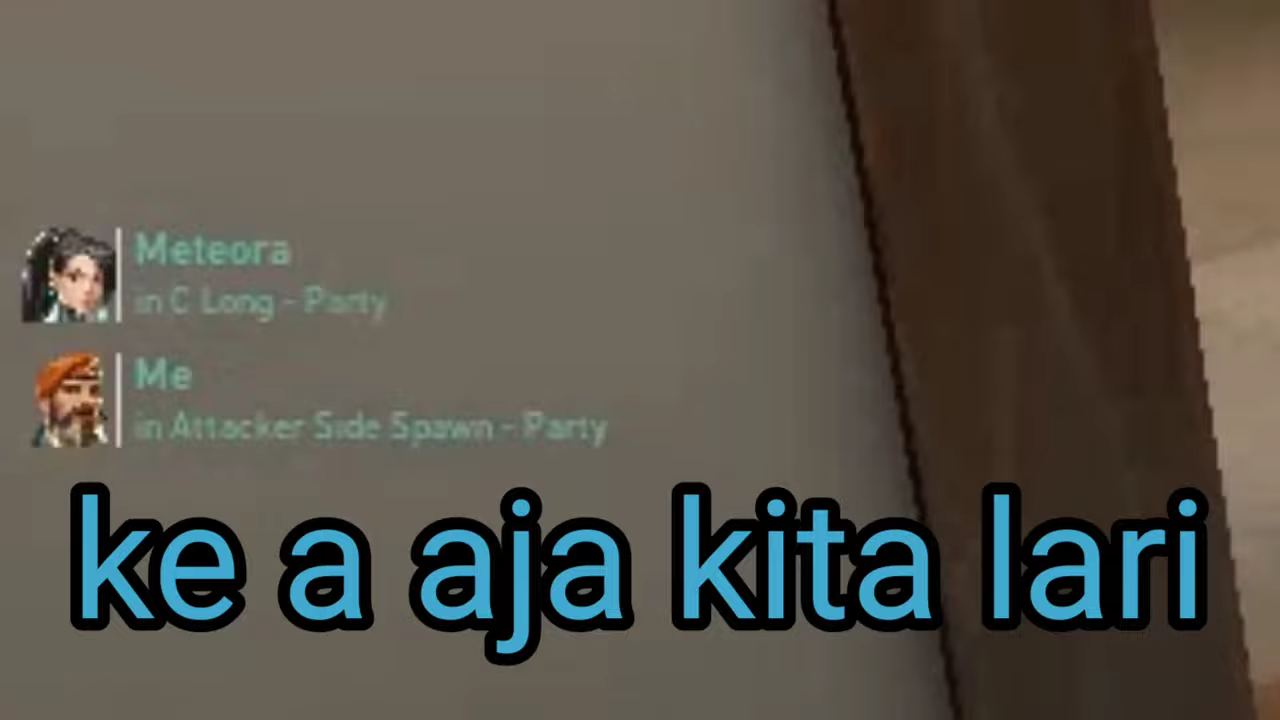 Meteora
in C Long - Party
Me
in Attacker Side Spawn - Party
ke a aja kita lari